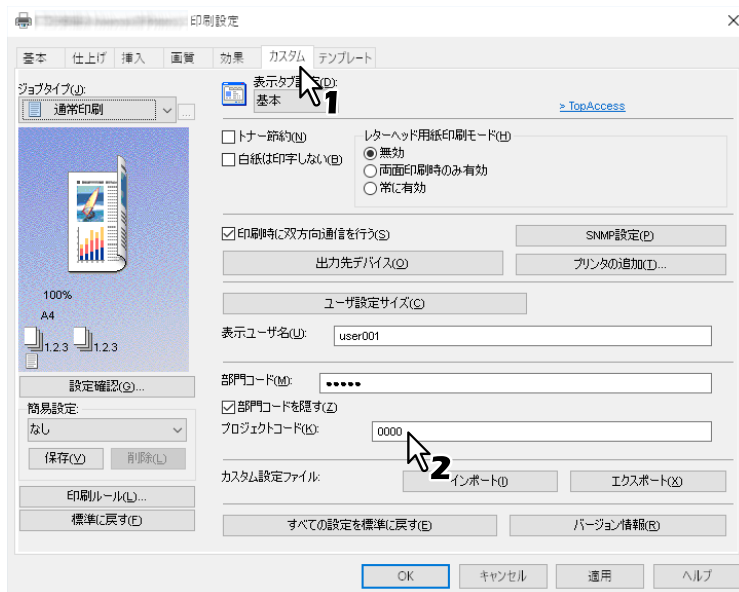 印刷設定
基本 仕上げ 挿入 画質 効果 カスタム テンプレート
ジョブタイプ(J):
通常印刷
...
100%
A4
1.2.3 1.2.3
設定確認(G)...
簡易設定:
なし
保存(V) 削除(L)
印刷ルール(L)...
標準に戻す(F)
(D):
1
基本
> TopAccess
トナー節約(N)
白紙は印字しない(B)
レターヘッド用紙印刷モード(H)
無効
両面印刷時のみ有効
常に有効
印刷時に双方向通信を行う(S)
SNMP設定(P)
出力先デバイス(O) プリンタの追加(T)...
ユーザ設定サイズ(C)
表示ユーザ名(U): user001
部門コード(M): •••••
部門コードを隠す(Z)
プロジェクトコード(K): 0000
2
カスタム設定ファイル: インポート(I) エクスポート(X)
すべての設定を標準に戻す(E) バージョン情報(R)
OK キャンセル 適用 ヘルプ